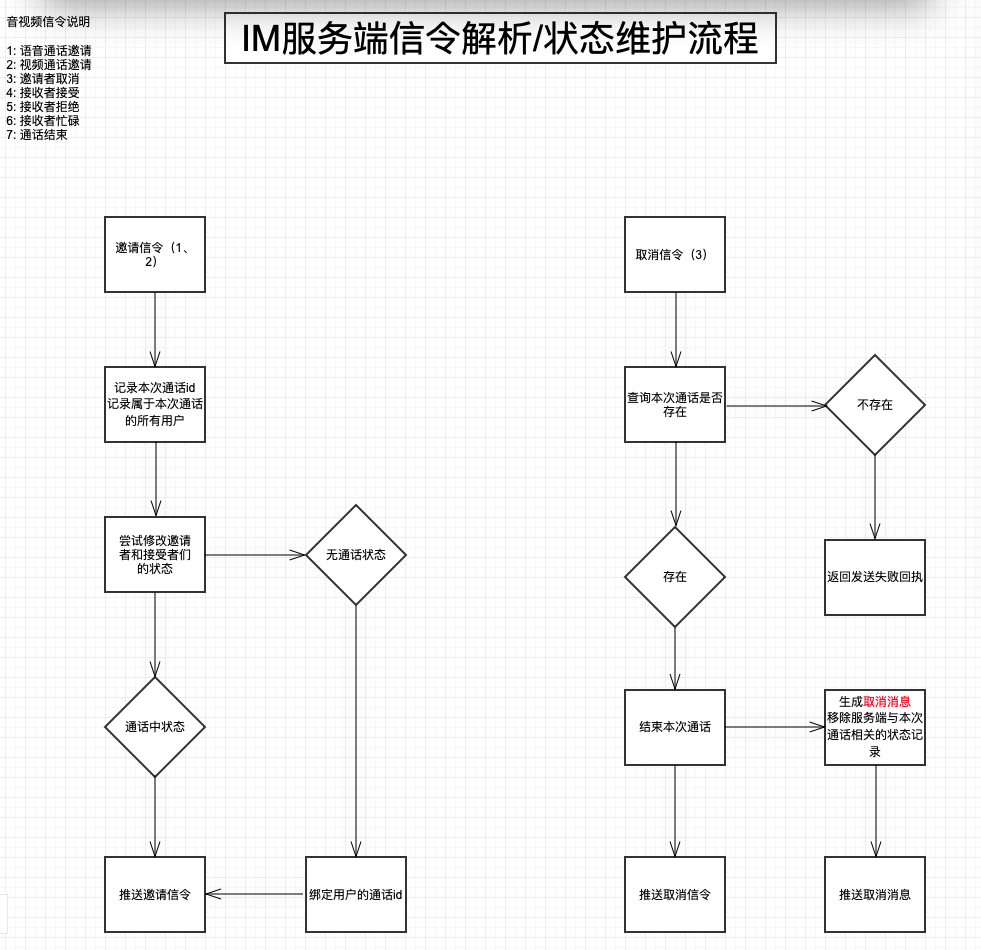 音视频信令说明
1: 语音通话邀请
2: 视频通话邀请
3: 邀请者取消
4: 接收者接受
5: 接收者拒绝
6: 接收者忙碌
7: 通话结束
IM服务端信令解析/状态维护流程
邀请信令（1、
2）
记录本次通话id
记录属于本次通话
的所有用户
尝试修改邀请
者和接受者们
的状态
无通话状态
通话中状态
推送邀请信令
绑定用户的通话id
取消信令（3）
查询本次通话是否
存在
不存在
存在
返回发送失败回执
结束本次通话
生成取消消息
移除服务端与本次
通话相关的状态记
录
推送取消信令
推送取消消息